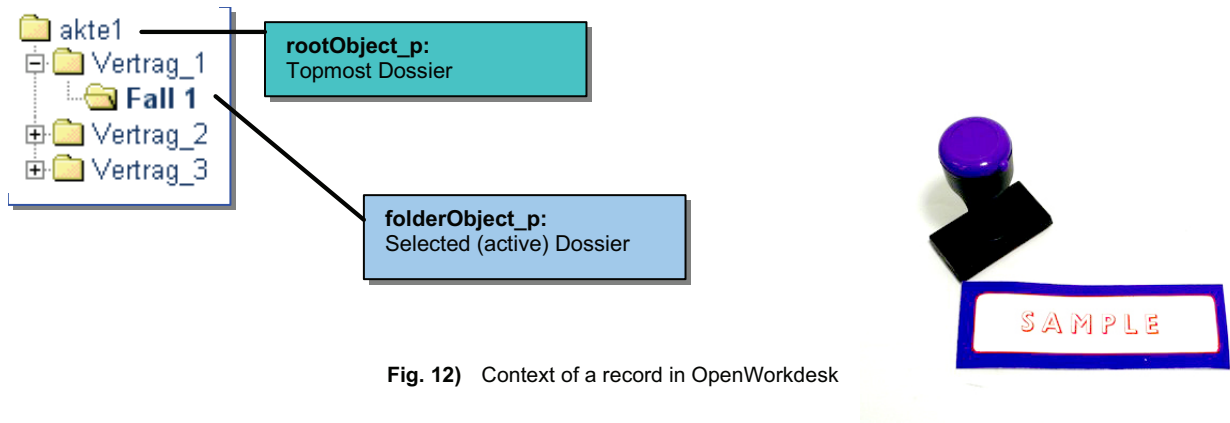 akte1
Vertrag_1
Fall 1
Vertrag_2
Vertrag_3
rootObject_p:
Topmost Dossier
folderObject_p:
Selected (active) Dossier
SAMPLE
Fig. 12) Context of a record in OpenWorkdesk